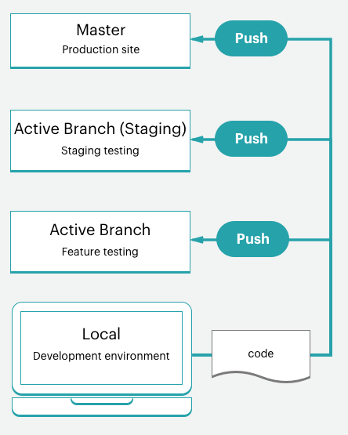 Master
Production site
Push
Active Branch (Staging)
Staging testing
Push
Active Branch
Feature testing
Push
Local
Development environment
code